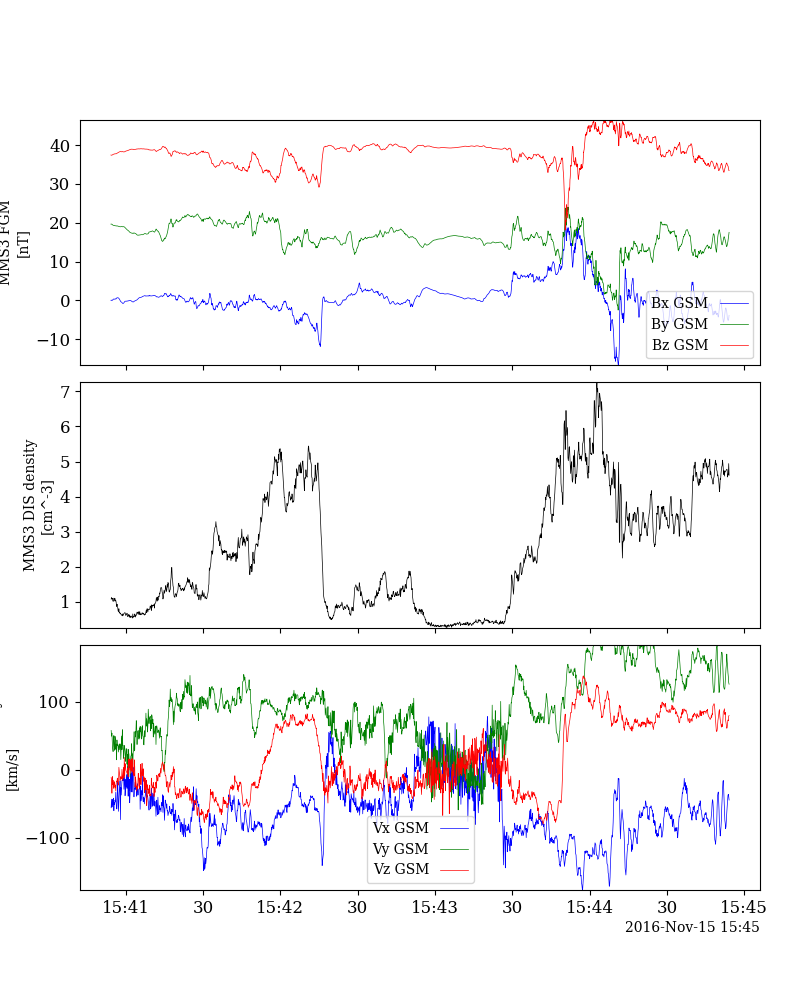 40
30
20
10
0
−10
MMS3 FGM
[nT]
Bx GSM
By GSM
Bz GSM
7
6
5
4
3
2
1
MMS3 DIS density
[cm^-3]
100
0
−100
[km/s]
Vx GSM
Vy GSM
Vz GSM
15:41 30 15:42 30 15:43 30 15:44 30 15:45
2016-Nov-15 15:45